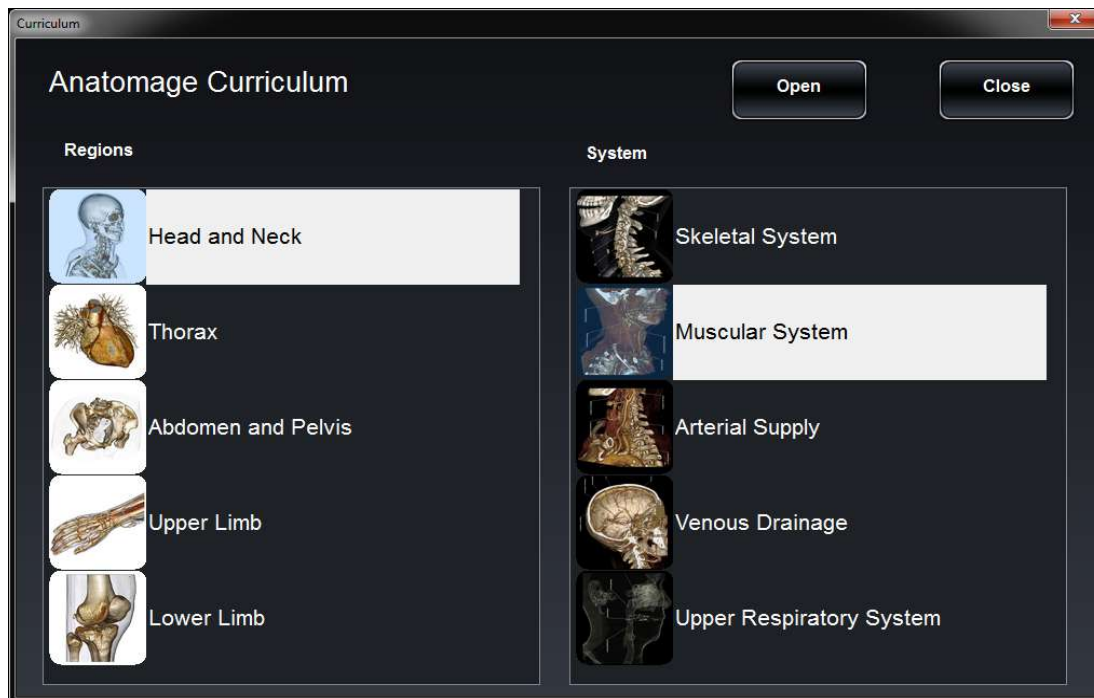 Curriculum
Anatomage Curriculum
Open
Close
Regions
System
Head and Neck
Thorax
Abdomen and Pelvis
Upper Limb
Lower Limb
Skeletal System
Muscular System
Arterial Supply
Venous Drainage
Upper Respiratory System